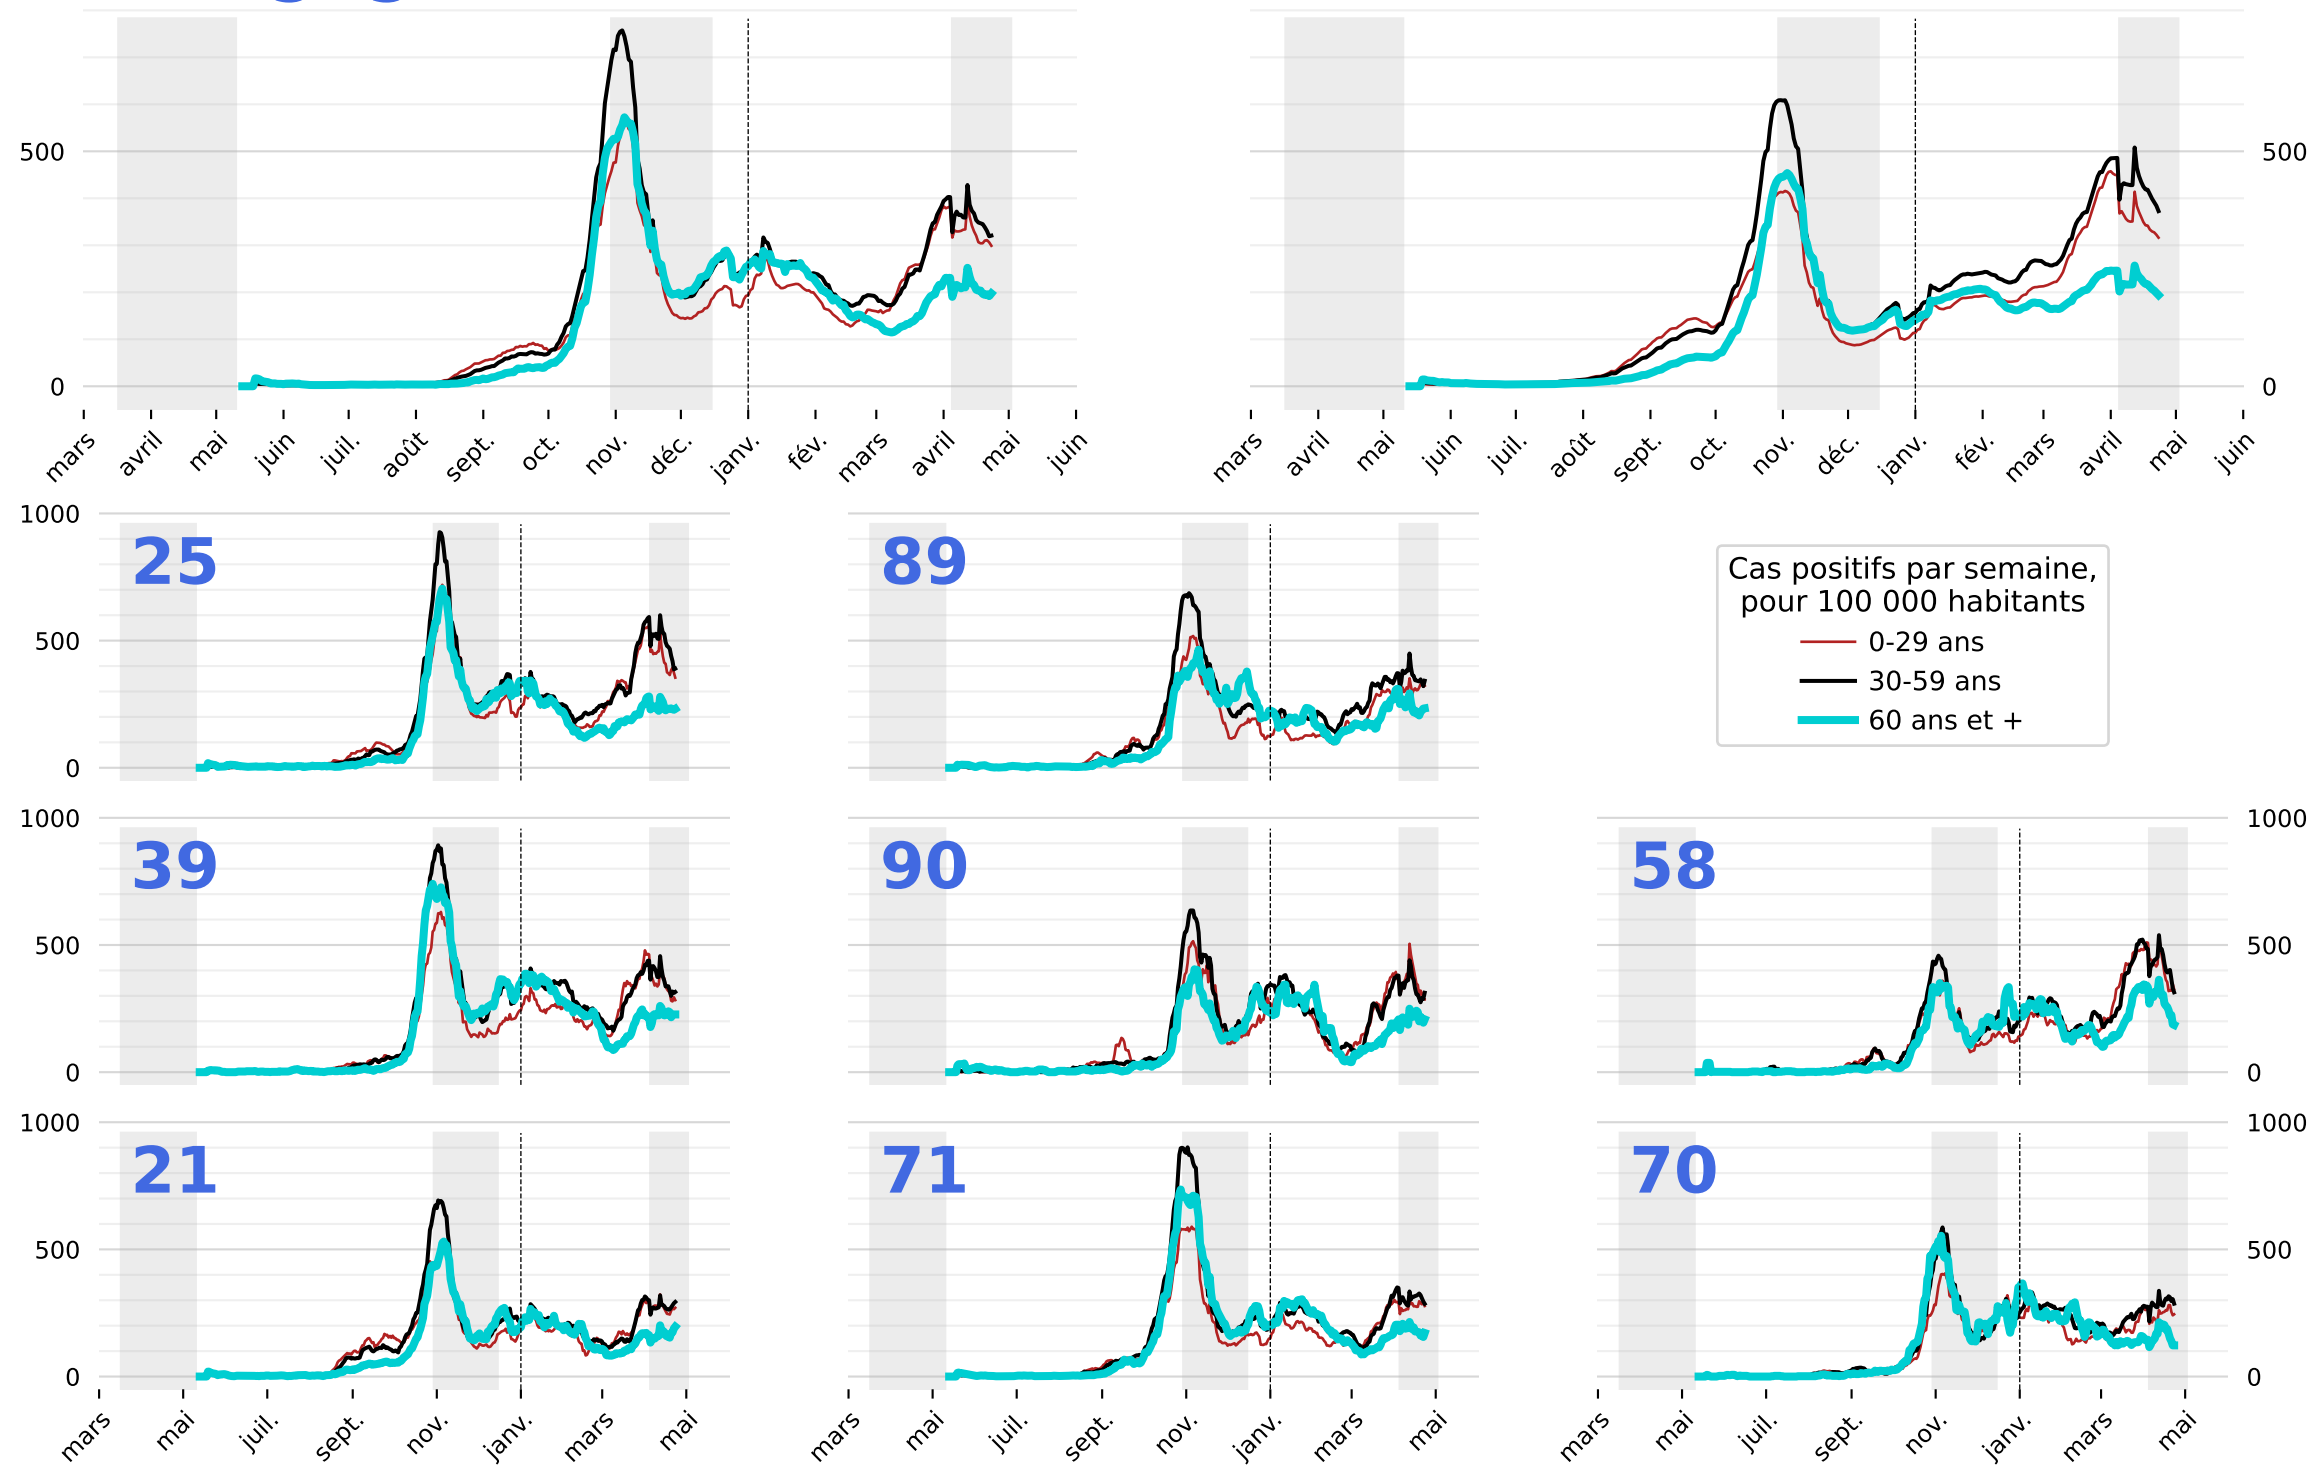 500
0
mars avril mai juin juil. août sept. oct. nov. déc. janv. fév. mars avril mai juin
500
0
mars avril mai juin juil. août sept. oct. nov. déc. janv. fév. mars avril mai juin
1000
500
0
25
89
Cas positifs par semaine,
pour 100 000 habitants
0-29 ans
30-59 ans
60 ans et +
1000
500
0
39
90
58
1000
500
0
1000
500
0
21
71
70
1000
500
0
mars mai juil. sept. nov. janv. mars mai
mars mai juil. sept. nov. janv. mars mai
mars mai juil. sept. nov. janv. mars mai